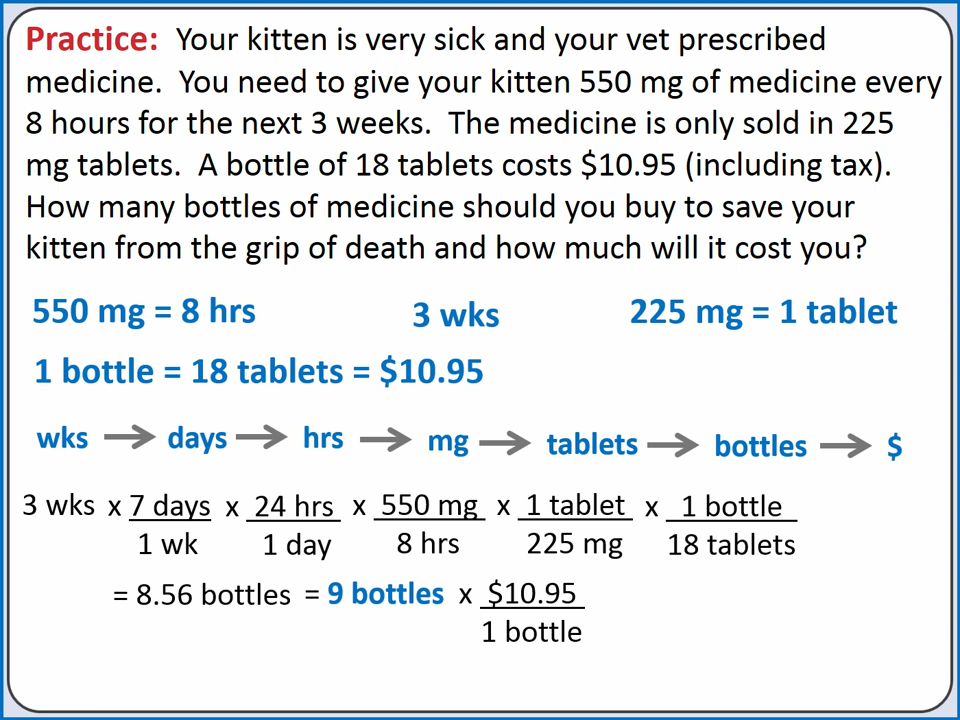 Practice: Your kitten is very sick and your vet prescribed
medicine. You need to give your kitten 550 mg of medicine every
8 hours for the next 3 weeks. The medicine is only sold in 225
mg tablets. A bottle of 18 tablets costs $10.95 (including tax).
How many bottles of medicine should you buy to save your
kitten from the grip of death and how much will it cost you?
550 mg = 8 hrs 3 wks 225 mg = 1 tablet
1 bottle = 18 tablets = $10.95
wks → days → hrs → mg → tablets → bottles → $
3 wks x 7 days x 24 hrs x 550 mg x 1 tablet x 1 bottle
1 wk 1 day 8 hrs 225 mg 18 tablets
= 8.56 bottles = 9 bottles x $10.95
1 bottle